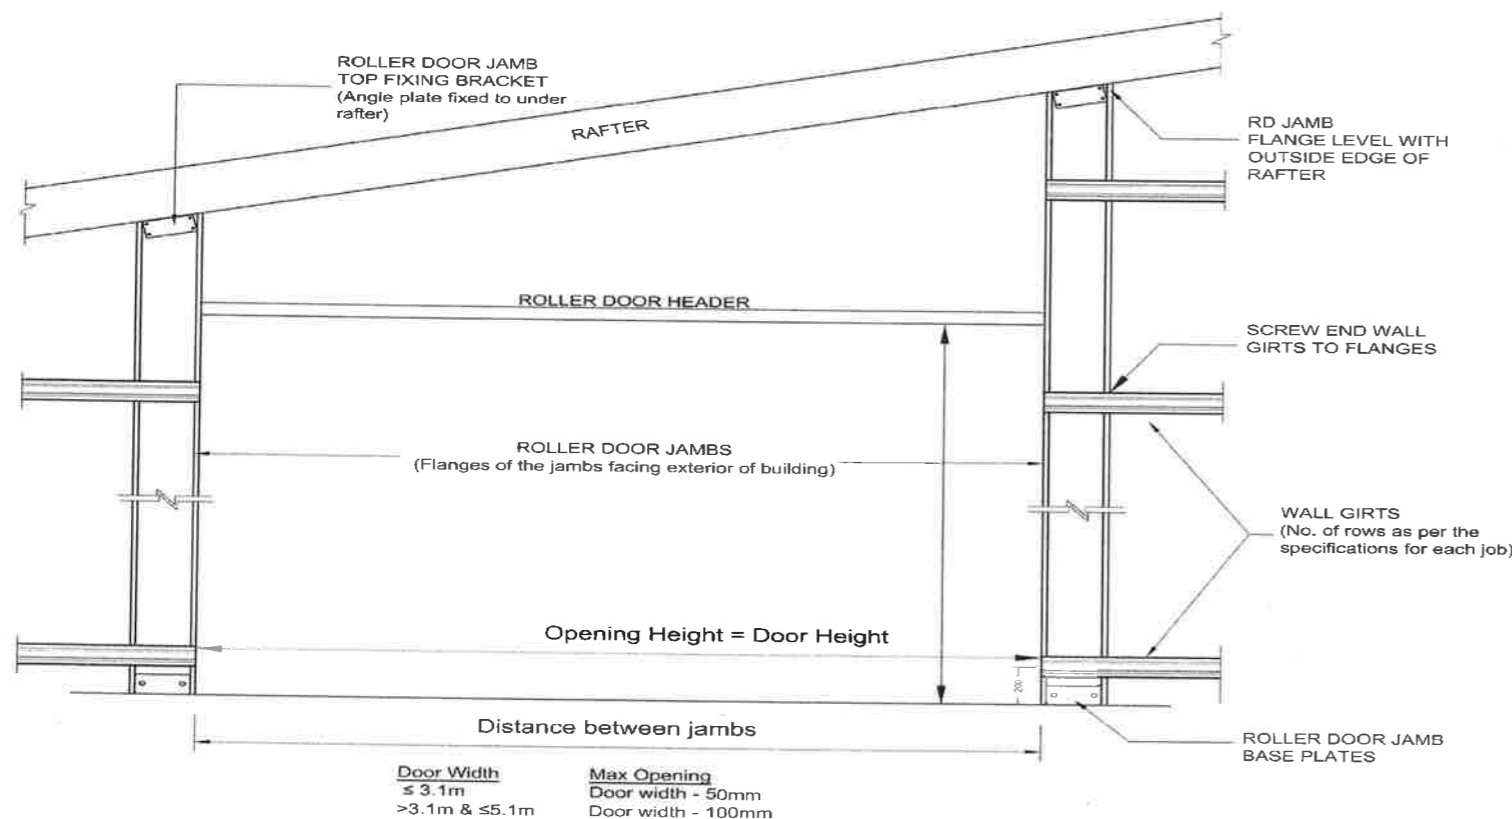 ROLLER DOOR JAMB
TOP FIXING BRACKET
(Angle plate fixed to under
rafter)
RAFTER
RD JAMB
FLANGE LEVEL WITH
OUTSIDE EDGE OF
RAFTER
ROLLER DOOR HEADER
SCREW END WALL
GIRTS TO FLANGES
ROLLER DOOR JAMBS
(Flanges of the jambs facing exterior of building)
WALL GIRTS
(No. of rows as per the
specifications for each job)
Opening Height = Door Height
200
Distance between jambs
ROLLER DOOR JAMB
BASE PLATES
Door Width Max Opening
≤ 3.1m Door width - 50mm
>3.1m & ≤5.1m Door width - 100mm